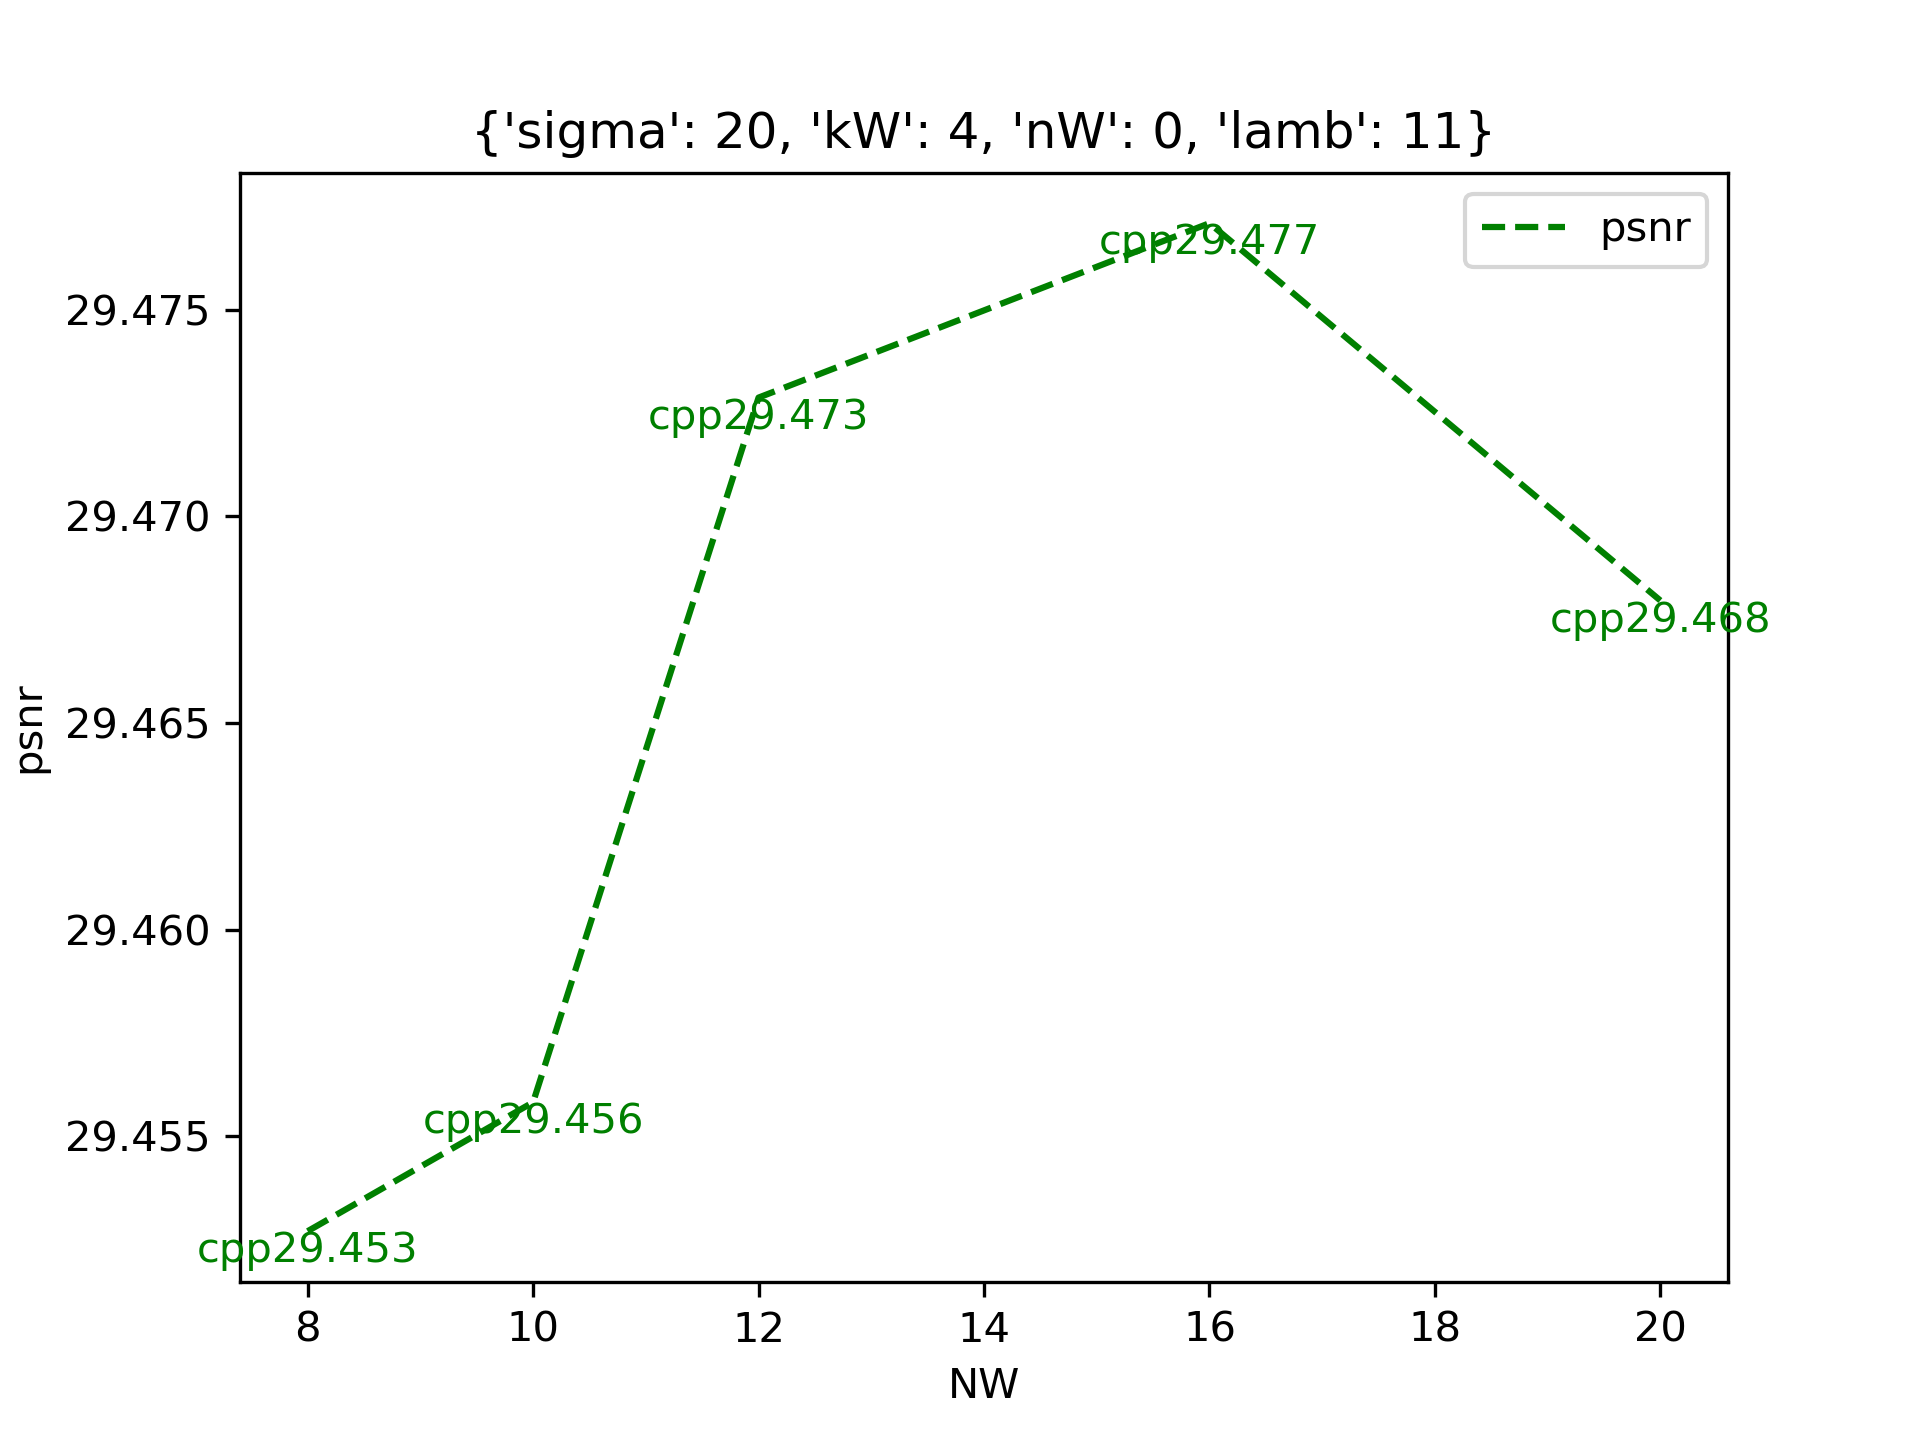 {'sigma': 20, 'kW': 4, 'nW': 0, 'lamb': 11}
psnr
cpp29.477
29.475
cpp29.473
29.470
cpp29.468
29.465
psnr
29.460
29.455
cpp29.456
cpp29.453
8 10 12 14 16 18 20
NW